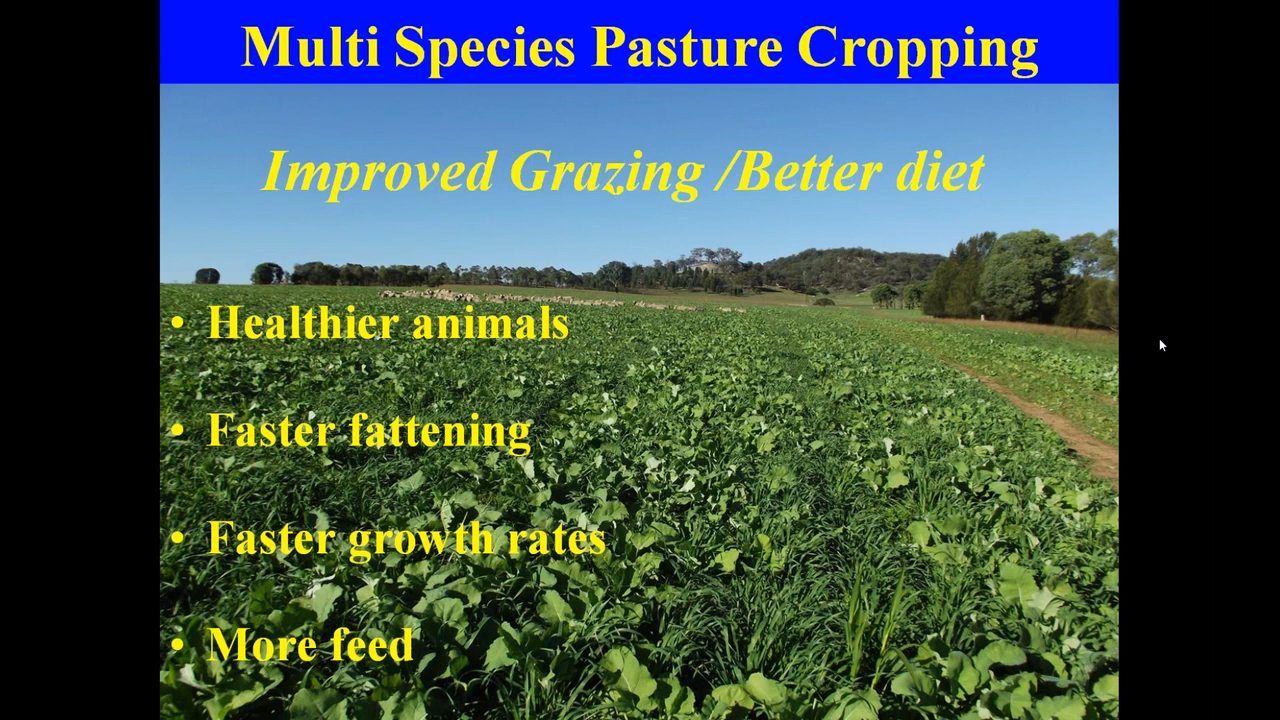 Multi Species Pasture Cropping
Improved Grazing /Better diet
• Healthier animals
• Faster fattening
• Faster growth rates
• More feed